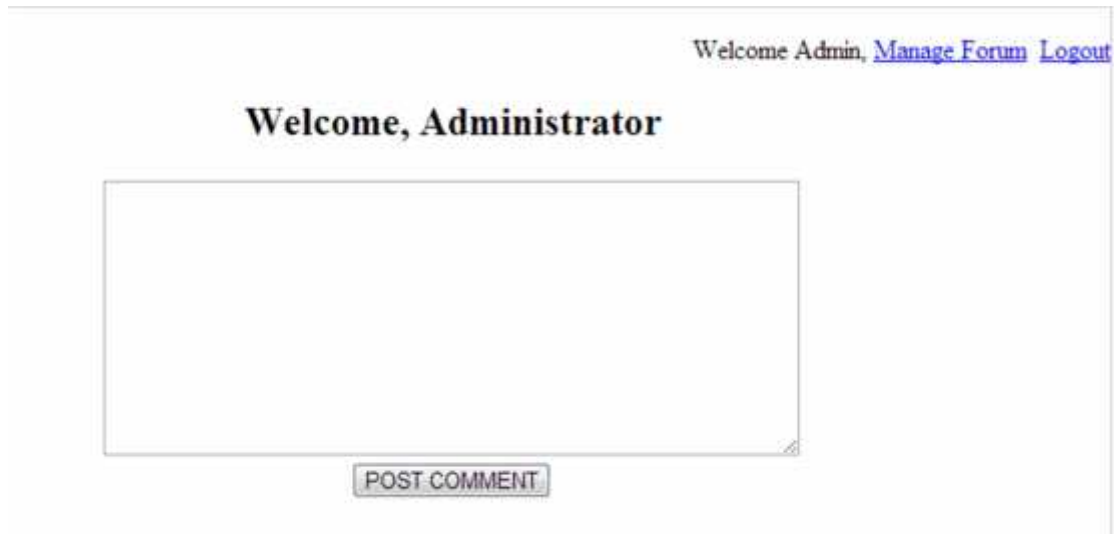 Welcome Admin, Manage Forum Logout
Welcome, Administrator
POST COMMENT